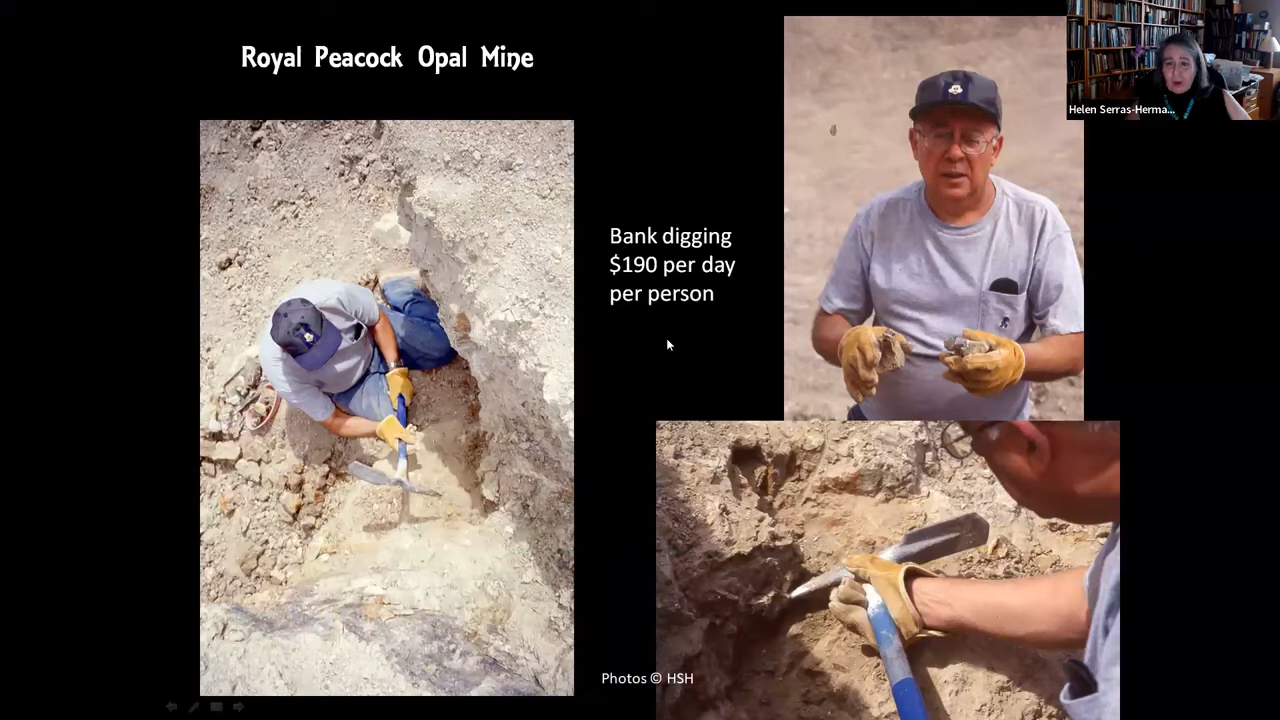 Royal Peacock Opal Mine
Helen Serras-Herma...
Bank digging
$190 per day
per person
Photos © HSH